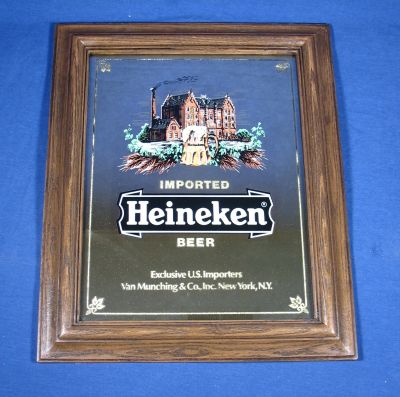 IMPORTED
Heineken®
BEER
Exclusive U.S. Importers
Van Munching & Co., Inc. New York, N.Y.